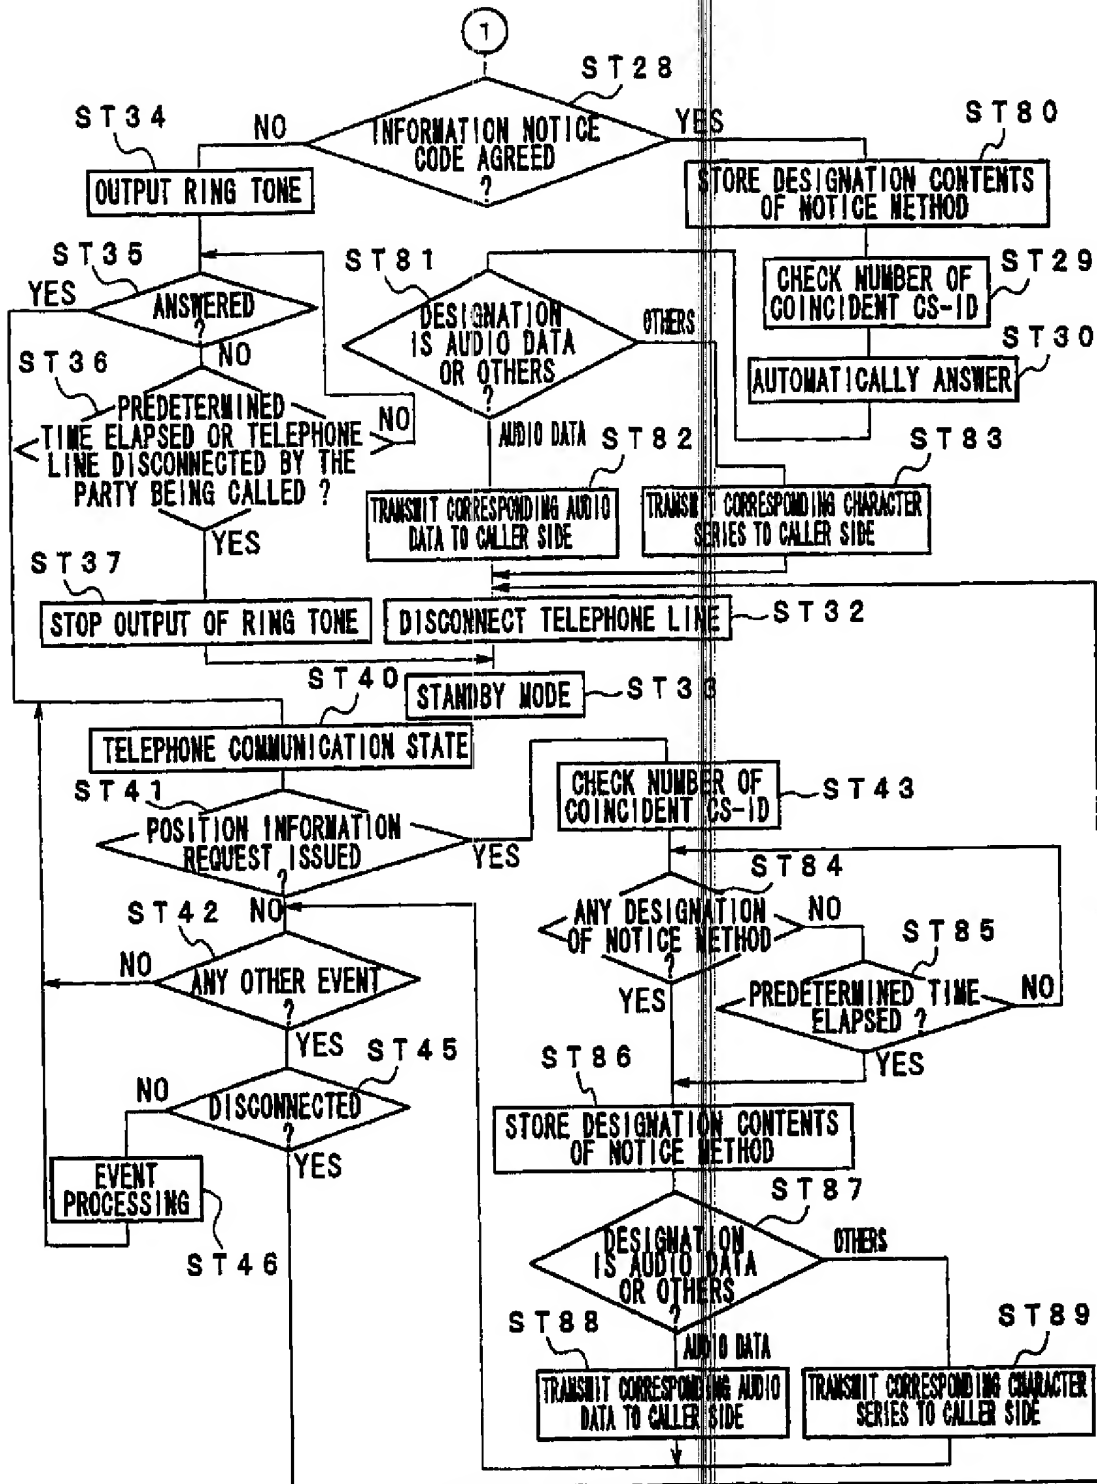 1
ST28
ST34
NO
INFORMATION NOTICE
CODE AGREED
?
YES
ST80
OUTPUT RING TONE
STORE DESIGNATION CONTENTS
OF NOTICE METHOD
ST35
YES
ANSWERED
?
NO
ST81
DESIGNATION
IS AUDIO DATA
OR OTHERS
?
OTHERS
AUDIO DATA
CHECK NUMBER OF
COINCIDENT CS-ID
ST29
ST30
AUTOMATICALLY ANSWER
ST36
PREDETERMINED
TIME ELAPSED OR TELEPHONE
LINE DISCONNECTED BY THE
PARTY BEING CALLED ?
NO
YES
ST82
TRANSMIT CORRESPONDING AUDIO
DATA TO CALLER SIDE
ST83
TRANSMIT CORRESPONDING CHARACTER
SERIES TO CALLER SIDE
ST37
STOP OUTPUT OF RING TONE
DISCONNECT TELEPHONE LINE
ST32
STANDBY MODE
ST33
ST40
TELEPHONE COMMUNICATION STATE
ST41
POSITION INFORMATION
REQUEST ISSUED
?
YES
NO
CHECK NUMBER OF
COINCIDENT CS-ID
ST43
ST84
ANY DESIGNATION
OF NOTICE METHOD
?
NO
YES
ST85
PREDETERMINED TIME
ELAPSED ?
NO
YES
ST42
NO
ANY OTHER EVENT
?
YES
ST45
NO
DISCONNECTED
?
YES
ST86
STORE DESIGNATION CONTENTS
OF NOTICE METHOD
EVENT
PROCESSING
ST46
ST87
DESIGNATION
IS AUDIO DATA
OR OTHERS
?
OTHERS
AUDIO DATA
ST88
TRANSMIT CORRESPONDING AUDIO
DATA TO CALLER SIDE
ST89
TRANSMIT CORRESPONDING CHARACTER
SERIES TO CALLER SIDE